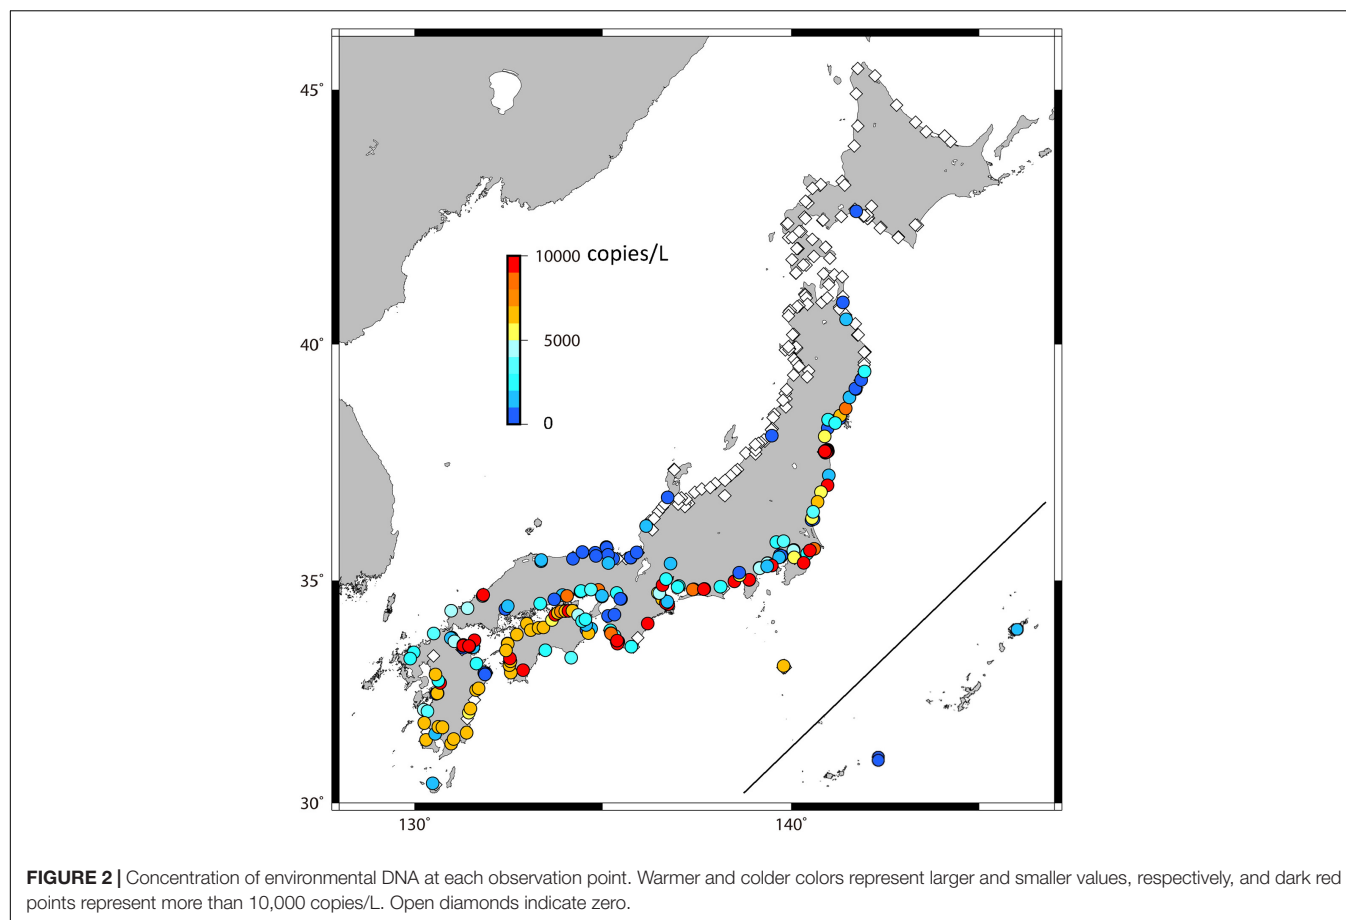 45°
40°
35°
30°
130°
140°
10000 copies/L
5000
0
FIGURE 2 | Concentration of environmental DNA at each observation point. Warmer and colder colors represent larger and smaller values, respectively, and dark red
points represent more than 10,000 copies/L. Open diamonds indicate zero.